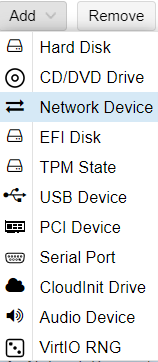 Add Remove
Hard Disk
CD/DVD Drive
Network Device
EFI Disk
TPM State
USB Device
PCI Device
Serial Port
CloudInit Drive
Audio Device
VirtIO RNG